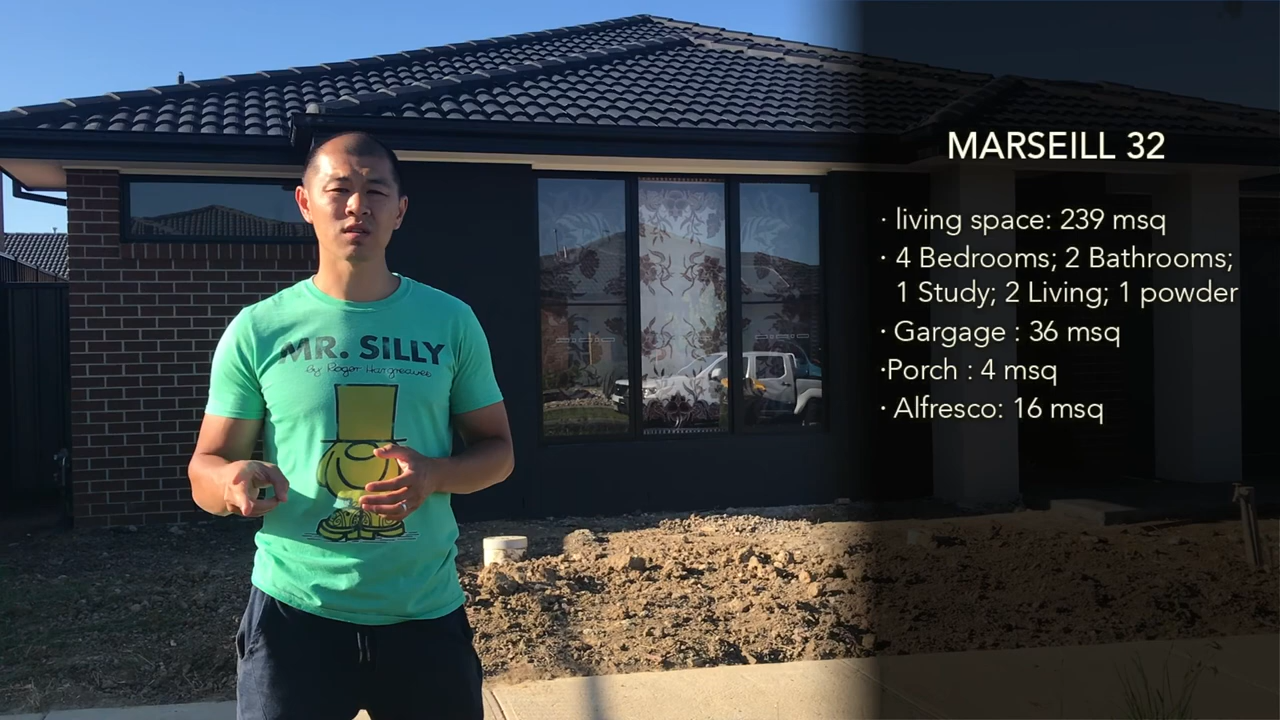 MR. SILLY
by Roger Hargreaves
MARSEILL 32
· living space: 239 msq
· 4 Bedrooms; 2 Bathrooms;
1 Study; 2 Living; 1 powder
· Gargage : 36 msq
·Porch : 4 msq
· Alfresco: 16 msq